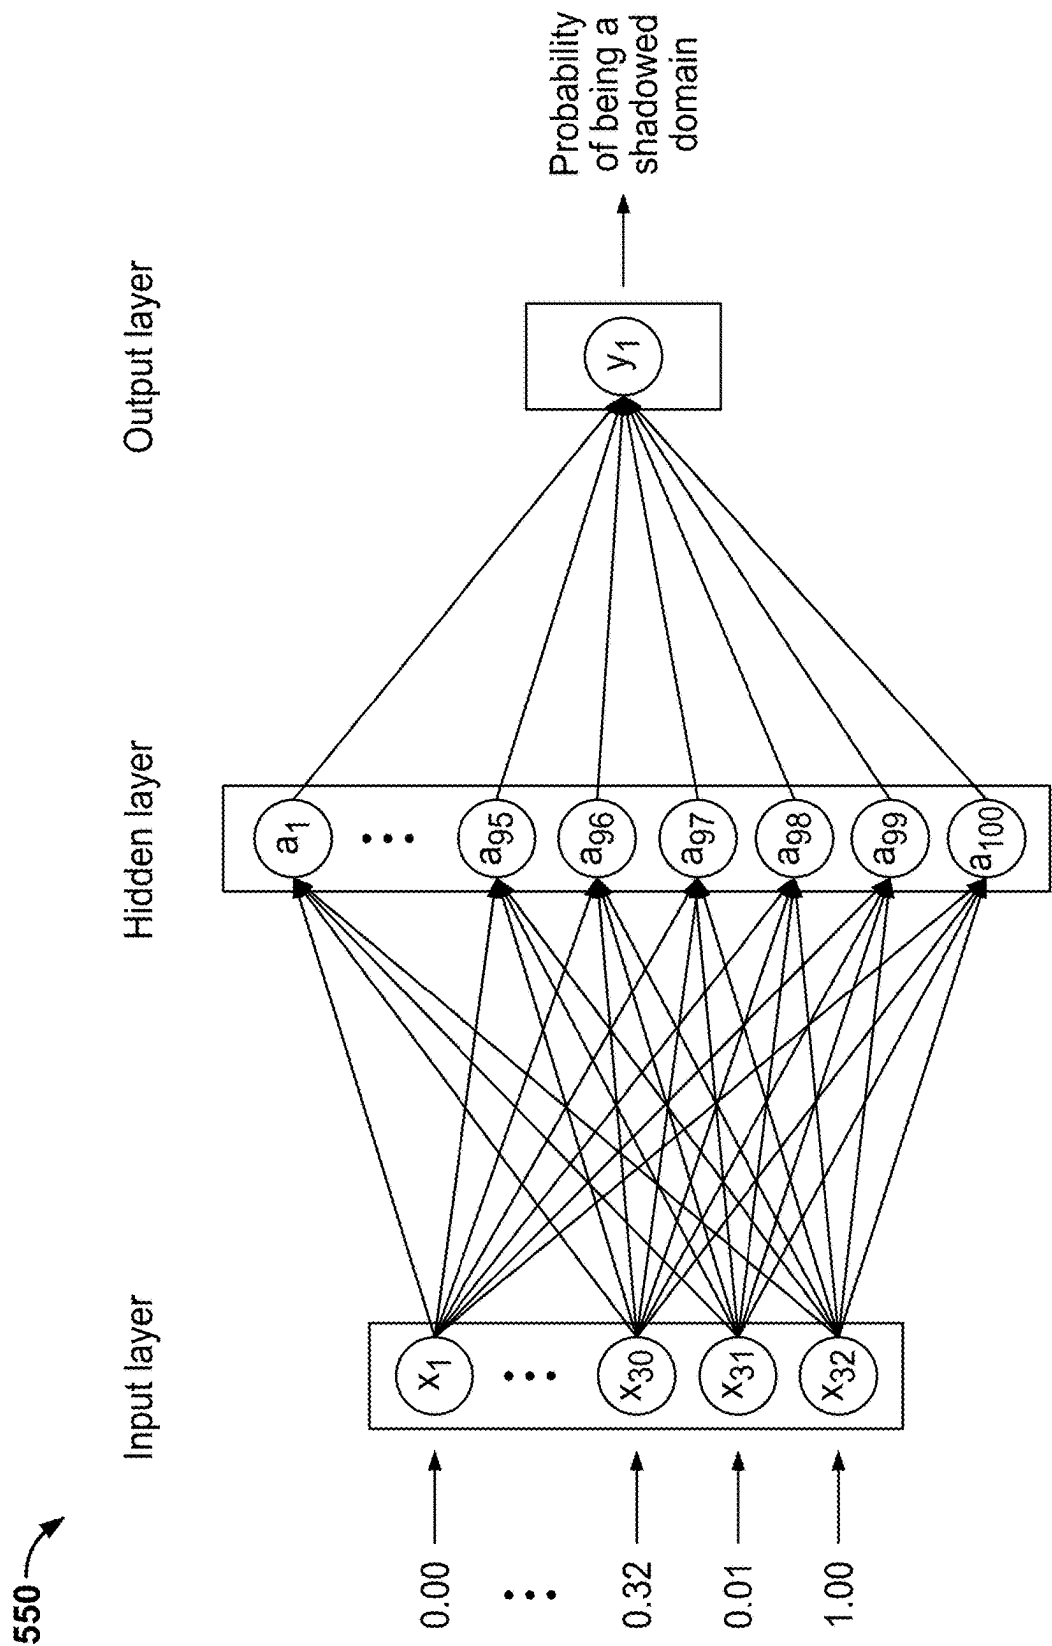 550
Input layer
Hidden layer
Output layer
0.00
...
0.32
0.01
1.00
x1
...
x30
x31
x32
a1
...
a95
a96
a97
a98
a99
a100
y1
Probability
of being a
shadowed
domain